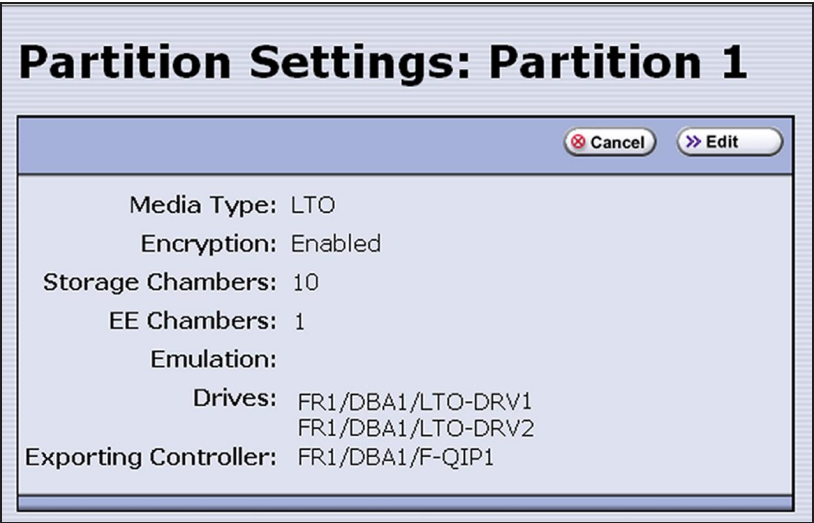 Partition Settings: Partition 1
Cancel Edit
Media Type: LTO
Encryption: Enabled
Storage Chambers: 10
EE Chambers: 1
Emulation:
Drives: FR1/DBA1/LTO-DRV1
FR1/DBA1/LTO-DRV2
Exporting Controller: FR1/DBA1/F-QIP1